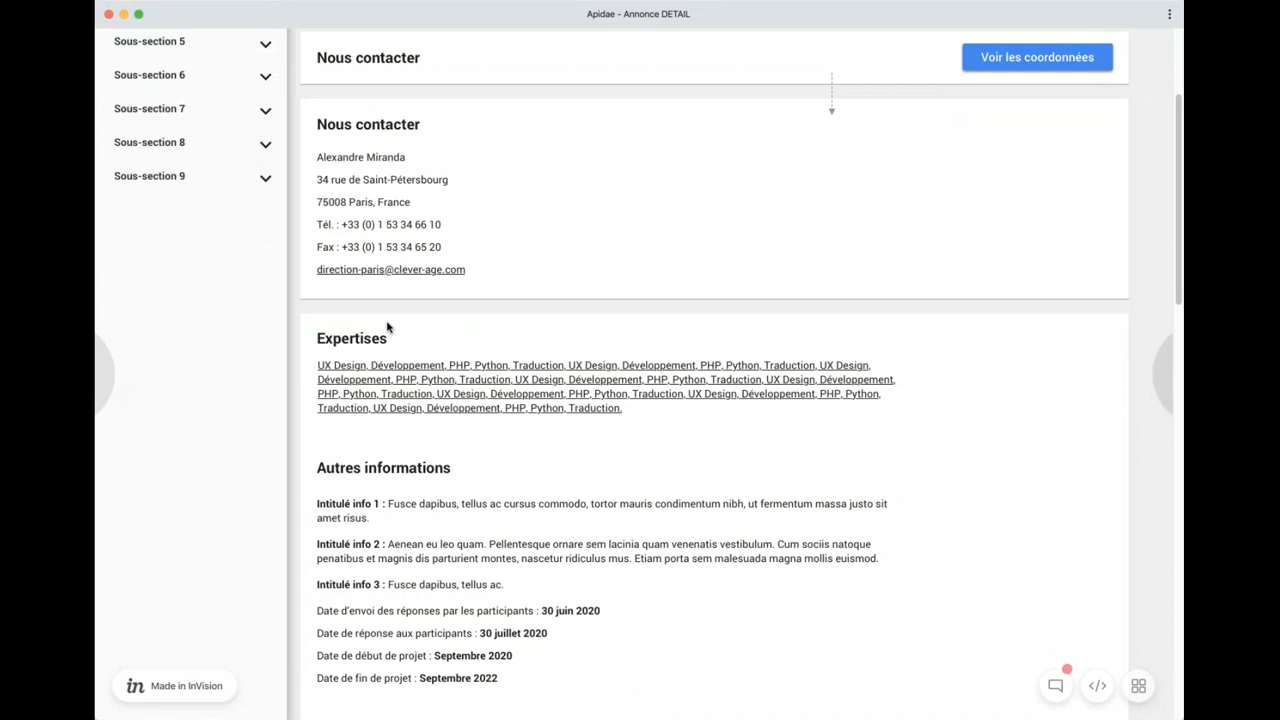 Apidae - Annonce DETAIL
Sous-section 5
Sous-section 6
Sous-section 7
Sous-section 8
Sous-section 9
Nous contacter
Voir les coordonnées
Nous contacter
Alexandre Miranda
34 rue de Saint-Pétersbourg
75008 Paris, France
Tél. : +33 (0) 1 53 34 66 10
Fax : +33 (0) 1 53 34 65 20
direction-paris@clever-age.com
Expertises
UX Design, Développement, PHP, Python, Traduction, UX Design, Développement, PHP, Python, Traduction, UX Design,
Développement, PHP, Python, Traduction, UX Design, Développement, PHP, Python, Traduction, UX Design, Développement,
PHP, Python, Traduction, UX Design, Développement, PHP, Python, Traduction, UX Design, Développement, PHP, Python,
Traduction, UX Design, Développement, PHP, Python, Traduction.
Autres informations
Intitulé info 1 : Fusce dapibus, tellus ac cursus commodo, tortor mauris condimentum nibh, ut fermentum massa justo sit
amet risus.
Intitulé info 2 : Aenean eu leo quam. Pellentesque ornare sem lacinia quam venenatis vestibulum. Cum sociis natoque
penatibus et magnis dis parturient montes, nascetur ridiculus mus. Etiam porta sem malesuada magna mollis euismod.
Intitulé info 3 : Fusce dapibus, tellus ac.
Date d'envoi des réponses par les participants : 30 juin 2020
Date de réponse aux participants : 30 juillet 2020
Date de début de projet : Septembre 2020
Date de fin de projet : Septembre 2022
in Made in InVision